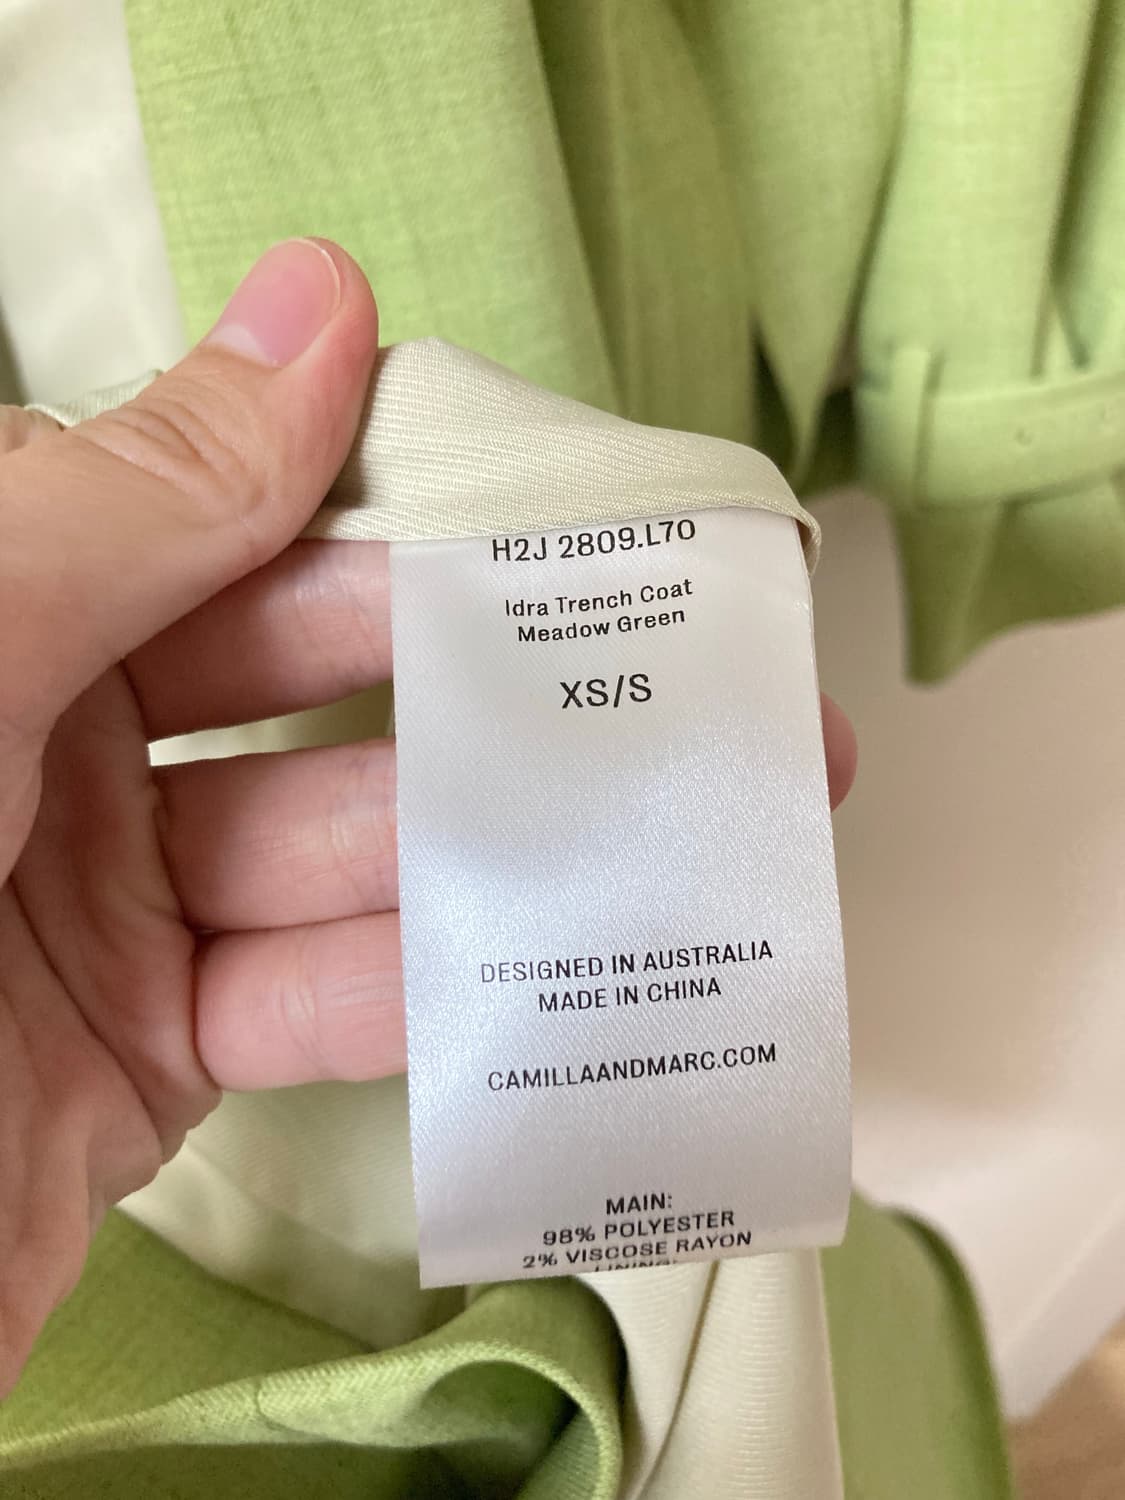 H2J 2809.L70
Idra Trench Coat
Meadow Green
XS/S
DESIGNED IN AUSTRALIA
MADE IN CHINA
CAMILLAANDMARC.COM
MAIN:
98% POLYESTER
2% VISCOSE RAYON